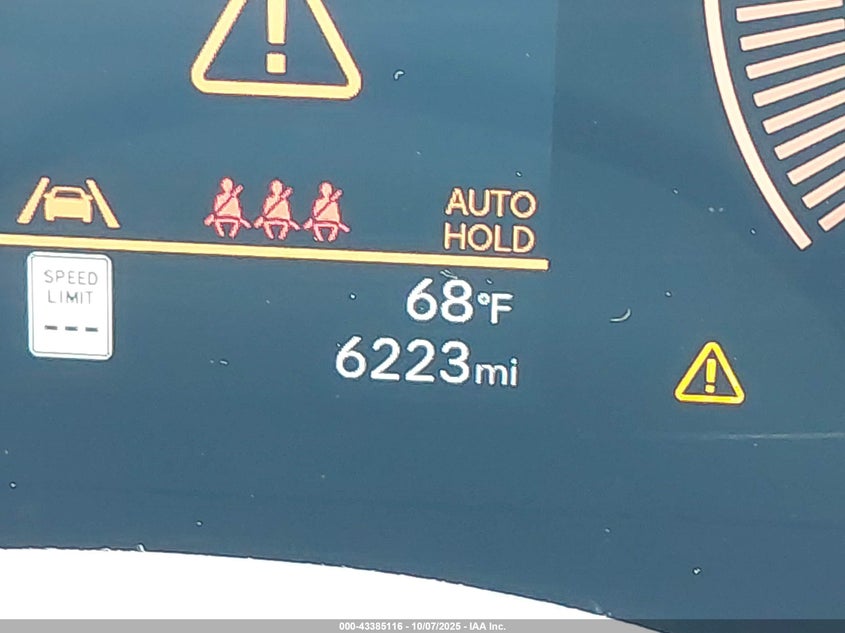 AUTO
HOLD
SPEED
LIMIT
---
68°F
6223mi
000-43385116 - 10/07/2025 - IAA Inc.